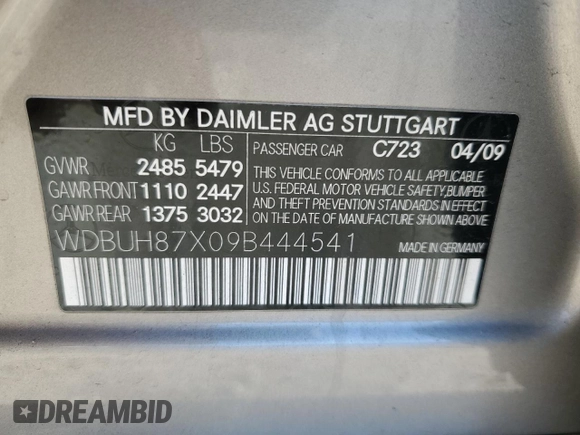 MFD BY DAIMLER AG STUTTGART
KG LBS
GVWR 2485 5479
GAWR FRONT 1110 2447
GAWR REAR 1375 3032
PASSENGER CAR C723 04/09
THIS VEHICLE CONFORMS TO ALL APPLICABLE
U.S. FEDERAL MOTOR VEHICLE SAFETY,BUMPER
AND THEFT PREVENTION STANDARDS IN EFFECT
ON THE DATE OF MANUFACTURE SHOWN ABOVE.
WDBUH87X09B444541
MADE IN GERMANY
DREAMBID